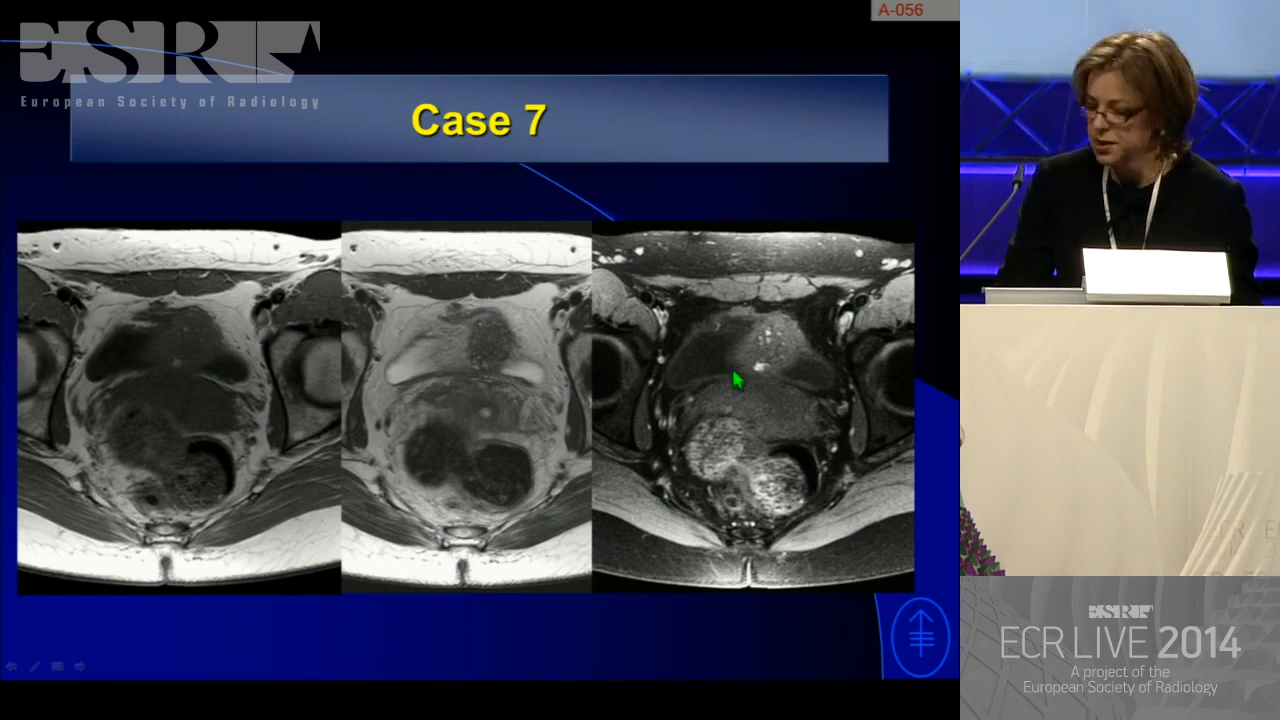 A-056
ESR
European Society of Radiology
Case 7
ESR
ECR LIVE 2014
A project of the
European Society of Radiology